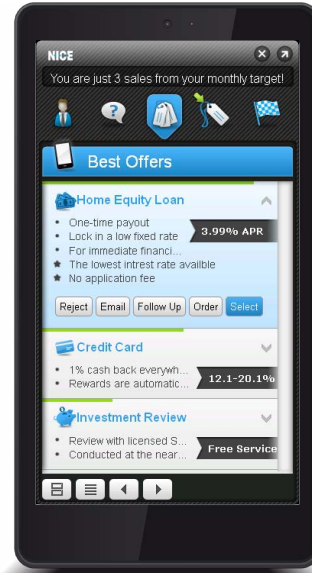 NICE
You are just 3 sales from your monthly target!
Best Offers
Home Equity Loan
One-time payout
Lock in a low fixed rate
3.99% APR
For immediate financi...
The lowest intrest rate availble
No application fee
Reject Email Follow Up Order Select
Credit Card
1% cash back everywh...
Rewards are automatic...
12.1-20.1%
Investment Review
Review with licensed S...
Conducted at the near...
Free Service